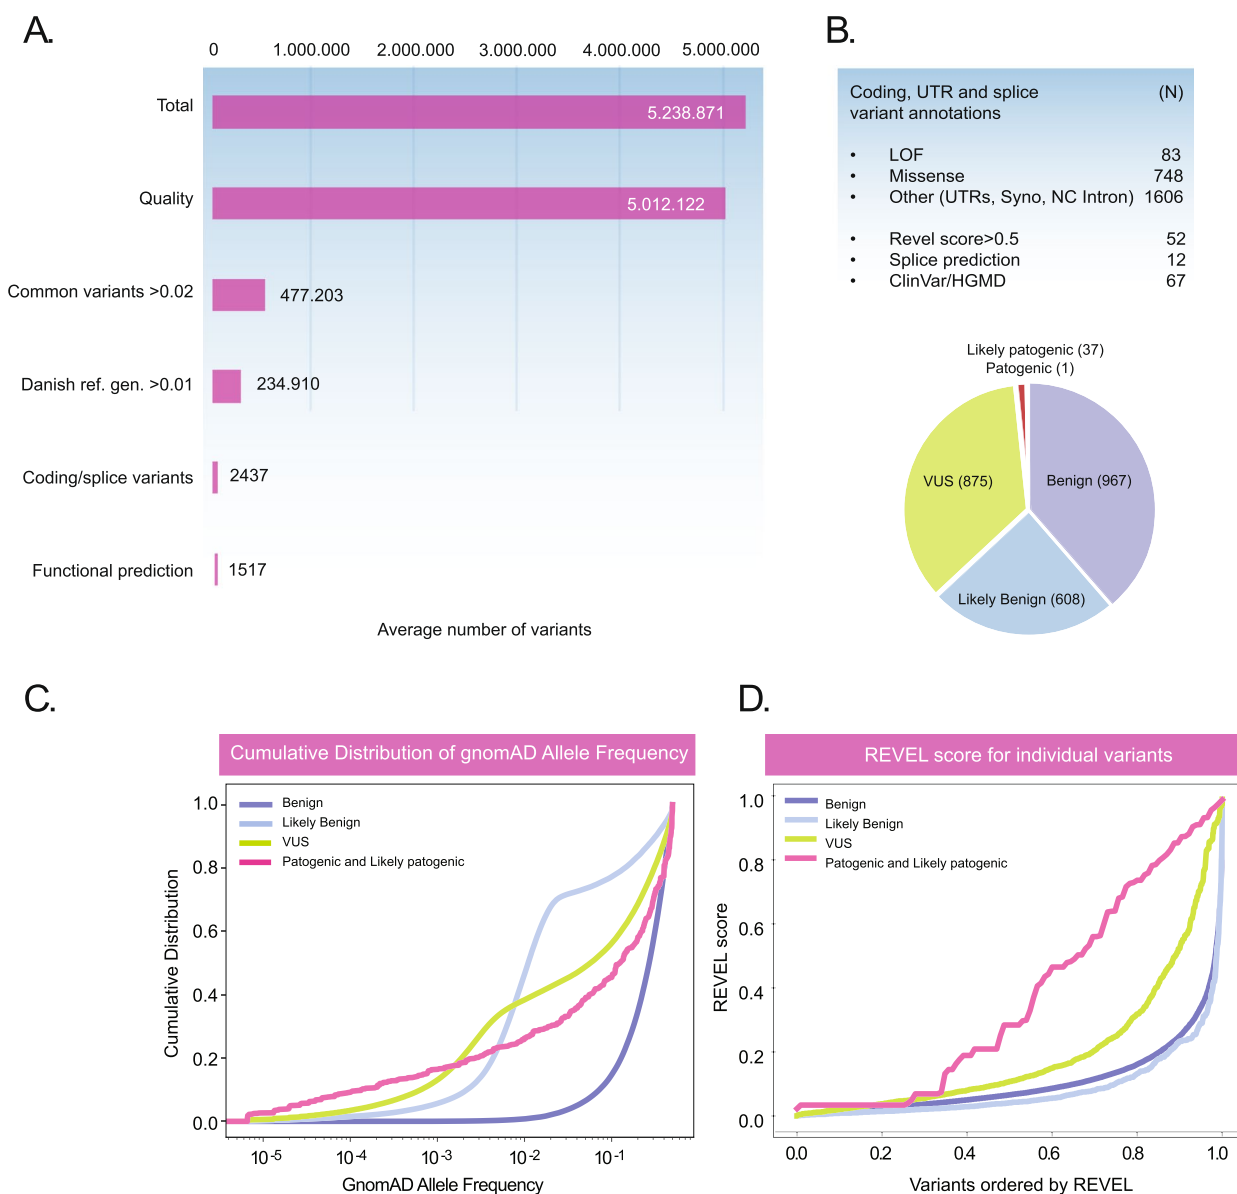 A.
0 1.000.000 2.000.000 3.000.000 4.000.000 5.000.000
Total 5.238.871
Quality 5.012.122
Common variants >0.02 477.203
Danish ref. gen. >0.01 234.910
Coding/splice variants 2437
Functional prediction 1517
Average number of variants
B.
Coding, UTR and splice (N)
variant annotations
• LOF 83
• Missense 748
• Other (UTRs, Syno, NC Intron) 1606
• Revel score>0.5 52
• Splice prediction 12
• ClinVar/HGMD 67
Likely patogenic (37)
Patogenic (1)
VUS (875)
Benign (967)
Likely Benign (608)
C.
Cumulative Distribution of gnomAD Allele Frequency
Benign
Likely Benign
VUS
Patogenic and Likely patogenic
1.0
0.8
0.6
0.4
0.2
0.0
Cumulative Distribution
10-5 10-4 10-3 10-2 10-1
GnomAD Allele Frequency
D.
REVEL score for individual variants
Benign
Likely Benign
VUS
Patogenic and Likely patogenic
1.0
0.8
0.6
0.4
0.2
0.0
REVEL score
0.0 0.2 0.4 0.6 0.8 1.0
Variants ordered by REVEL